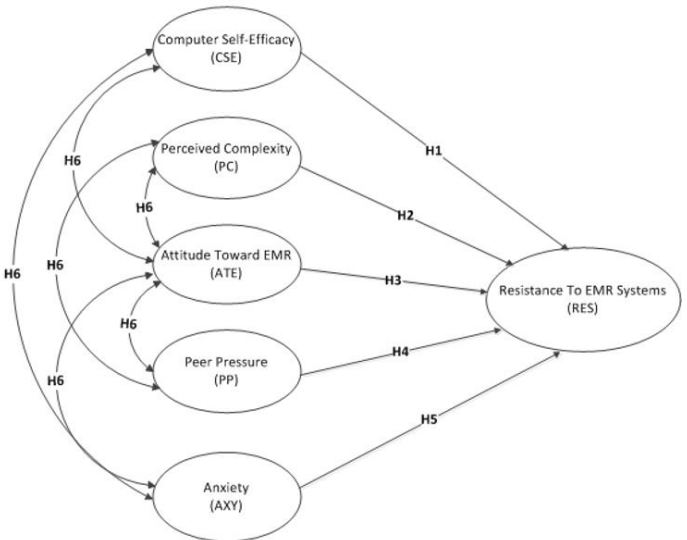 Computer Self-Efficacy
(CSE)
H1
Perceived Complexity
(PC)
H6
H6
H2
Attitude Toward EMR
(ATE)
H6
H6
H3
Resistance To EMR Systems
(RES)
H6
Peer Pressure
(PP)
H4
H6
H5
Anxiety
(AXY)